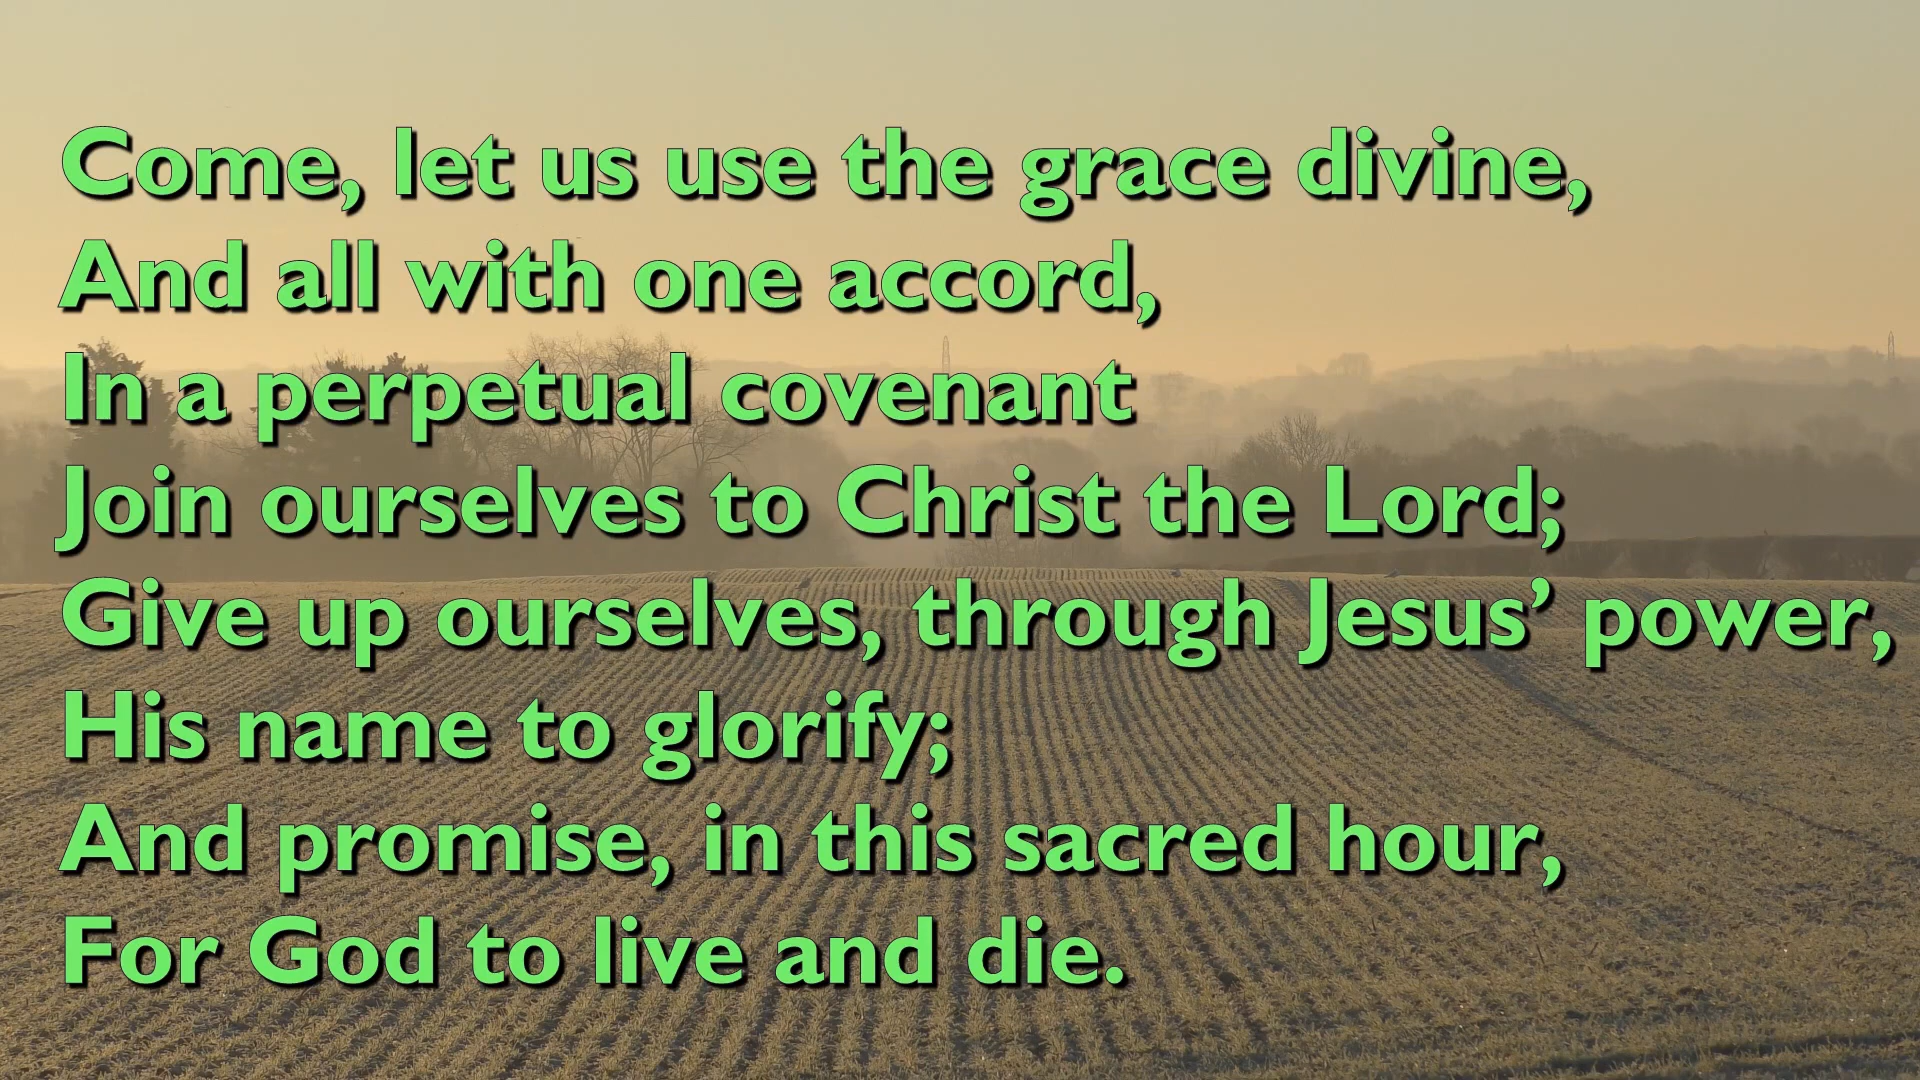 Come, let us use the grace divine,
And all with one accord,
In a perpetual covenant
Join ourselves to Christ the Lord;
Give up ourselves, through Jesus’ power,
His name to glorify;
And promise, in this sacred hour,
For God to live and die.